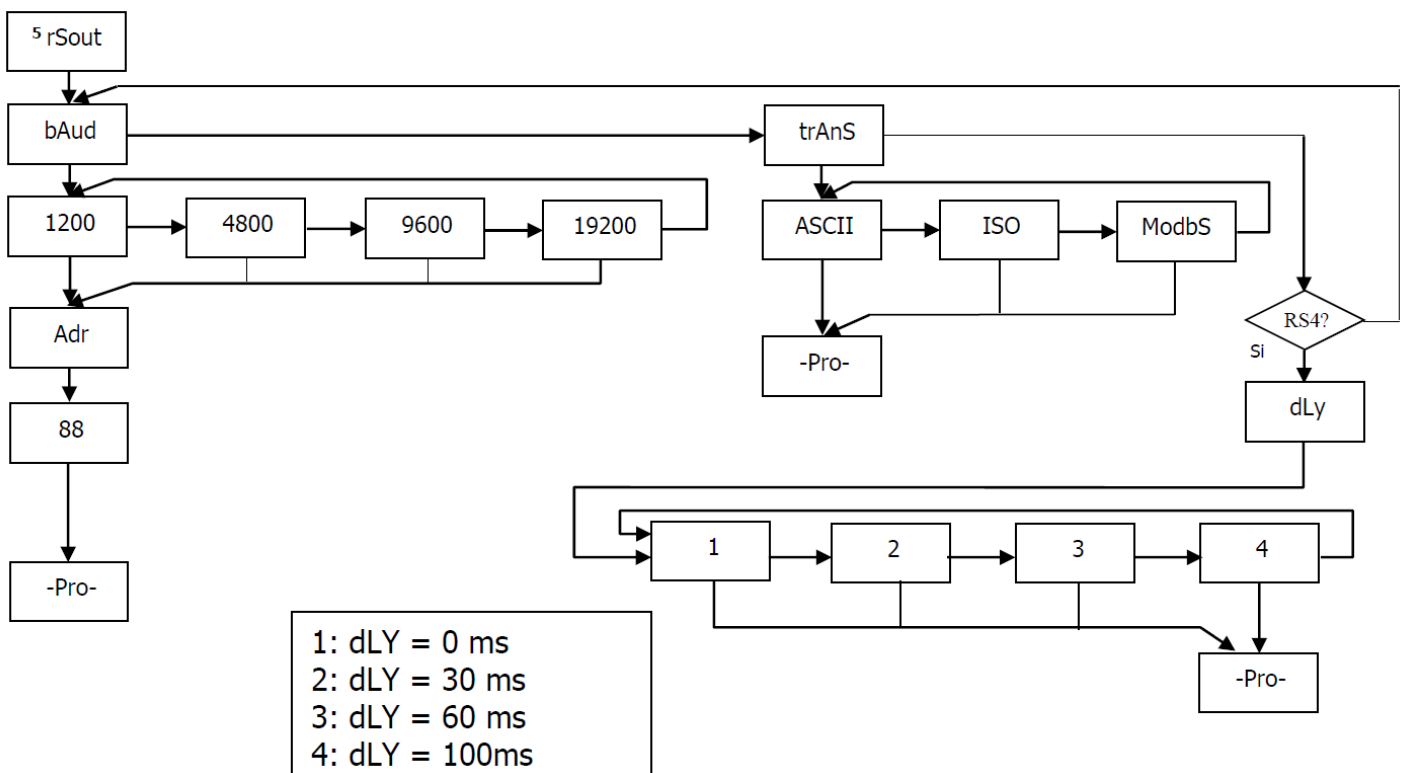 5 rSout
bAud
trAnS
1200
4800
9600
19200
ASCII
ISO
ModbS
Adr
-Pro-
RS4?
Si
dLy
88
1
2
3
4
-Pro-
-Pro-
1: dLY = 0 ms
2: dLY = 30 ms
3: dLY = 60 ms
4: dLY = 100ms